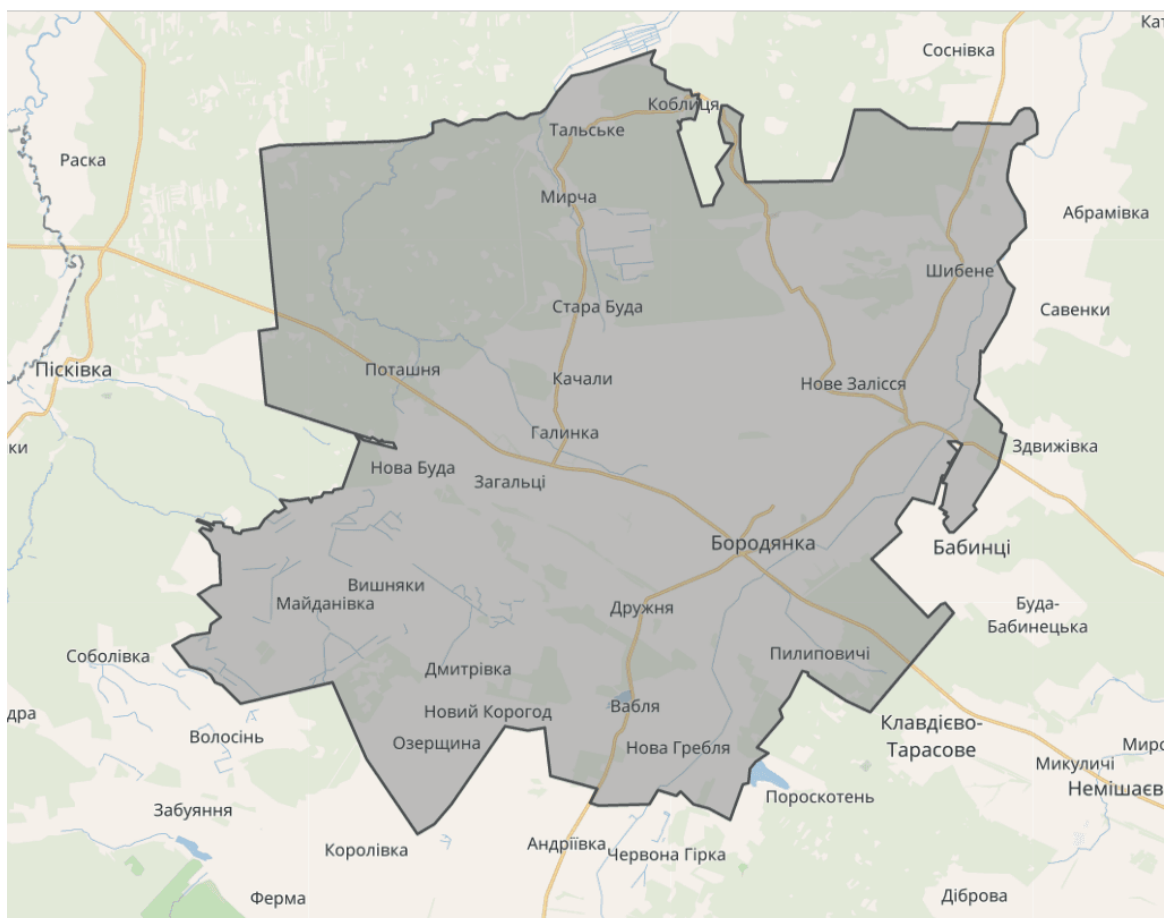 Кат
Соснівка
Коблиця
Тальське
Раска
Мирча
Абрамівка
Шибене
Стара Буда
Савенки
Пісківка
Поташня
Качали
Нове Залісся
Галинка
ки
Здвижівка
Нова Буда
Загальці
Бородянка
Бабинці
Вишняки
Майданівка
Дружня
Буда-
Бабинецька
Соболівка
Дмитрівка
Пилиповичі
дра
Новий Корогод
Вабля
Клавдієво-
Тарасове
Волосінь
Озерщина
Нова Гребля
Миро
Микуличі
Немішаєв
Забуяння
Пороскотень
Королівка
Андріївка
Червона Гірка
Ферма
Діброва